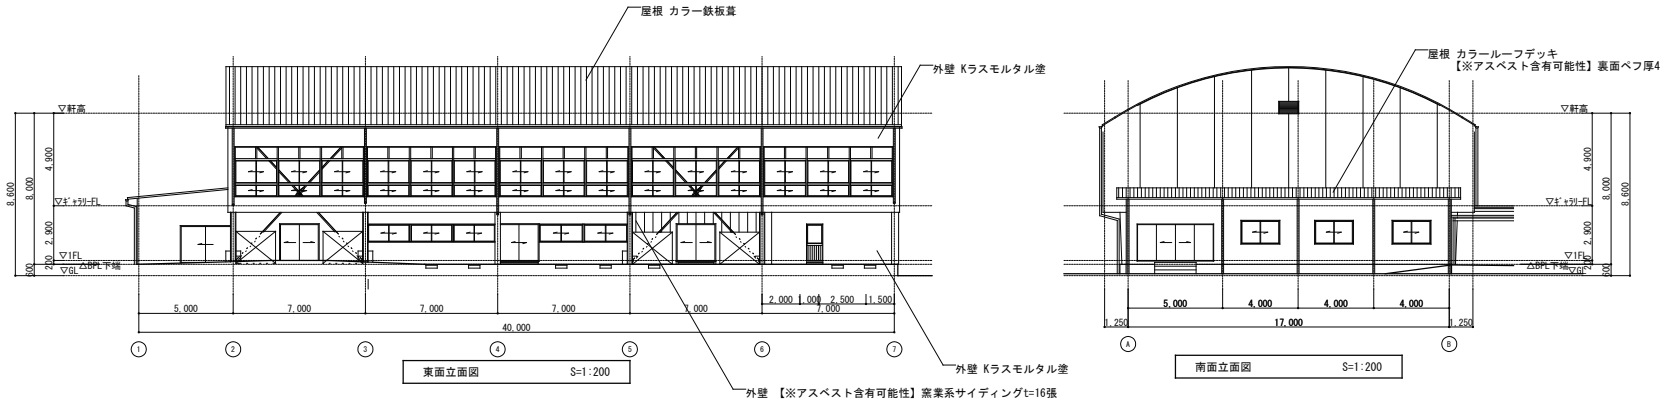 屋根 カラー鉄板葺
外壁 Kラスモルタル塗
▽軒高
▽ギャラリーFL
▽1FL
△BPL下端
▽GL
8,600
8,000
4,900
2,900
200
600
5,000
7,000
7,000
7,000
7,000
2,000
1,000
2,500
1,500
7,000
40,000
1
2
3
4
5
6
7
東面立面図 S=1:200
外壁 Kラスモルタル塗
外壁 【※アスベスト含有可能性】窯業系サイディングt=16張
屋根 カラールーフデッキ
【※アスベスト含有可能性】裏面ペフ厚4
▽軒高
▽ギャラリーFL
▽1FL
△BPL下端
▽GL
4,900
2,900
200
8,000
600
8,600
5,000
4,000
4,000
4,000
1,250
17,000
1,250
A
B
南面立面図 S=1:200